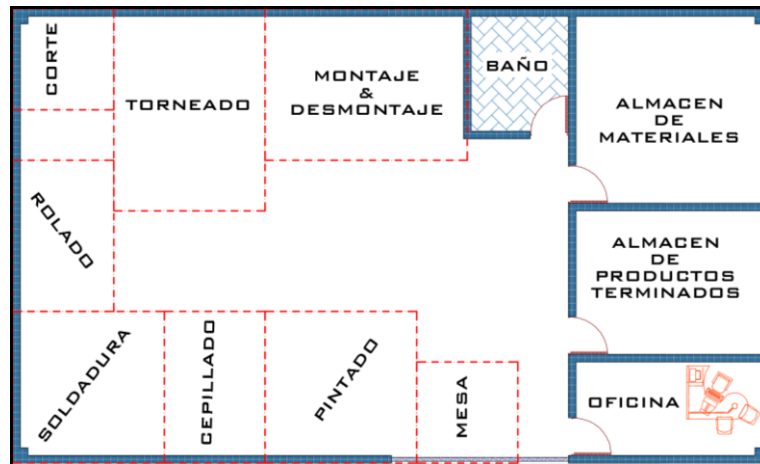 CORTE
TORNEADO
MONTAJE
&
DESMONTAJE
BAÑO
ALMACEN
DE
MATERIALES
ROLADO
ALMACEN
DE
PRODUCTOS
TERMINADOS
SOLDADURA
CEPILLADO
PINTADO
MESA
OFICINA